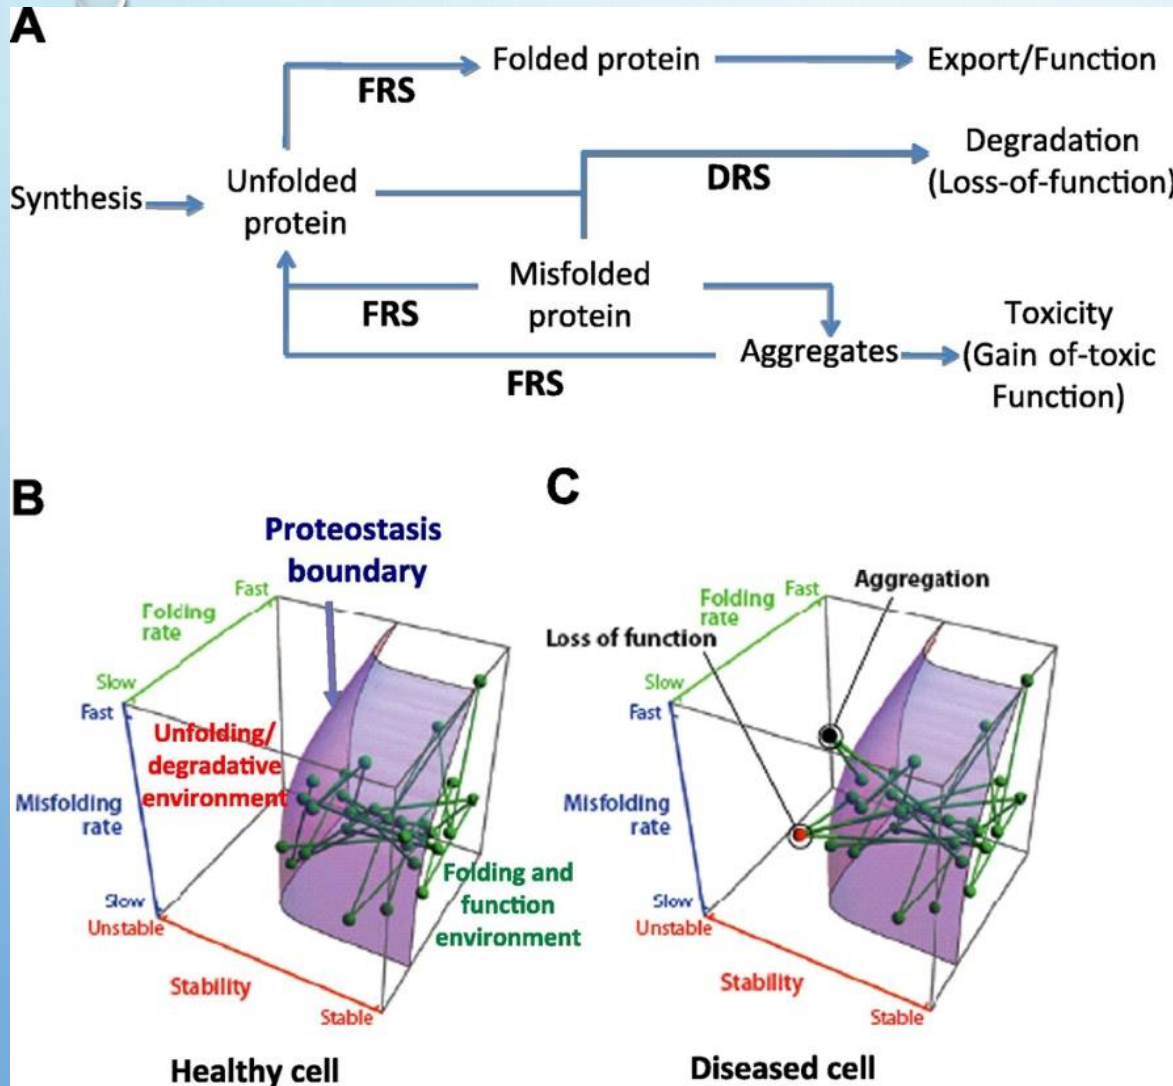 A
Folded protein
Export/Function
FRS
Degradation
(Loss-of-function)
DRS
Synthesis
Unfolded
protein
Misfolded
protein
FRS
Aggregates
FRS
Toxicity
(Gain of-toxic
Function)
B
Proteostasis
boundary
Fast
Folding
rate
Slow
Fast
Unfolding/
degradative
environment
Misfolding
rate
Folding and
function
environment
Slow
Unstable
Stability
Stable
Healthy cell
C
Aggregation
Fast
Folding
rate
Loss of function
Slow
Fast
Misfolding
rate
Slow
Unstable
Stability
Stable
Diseased cell